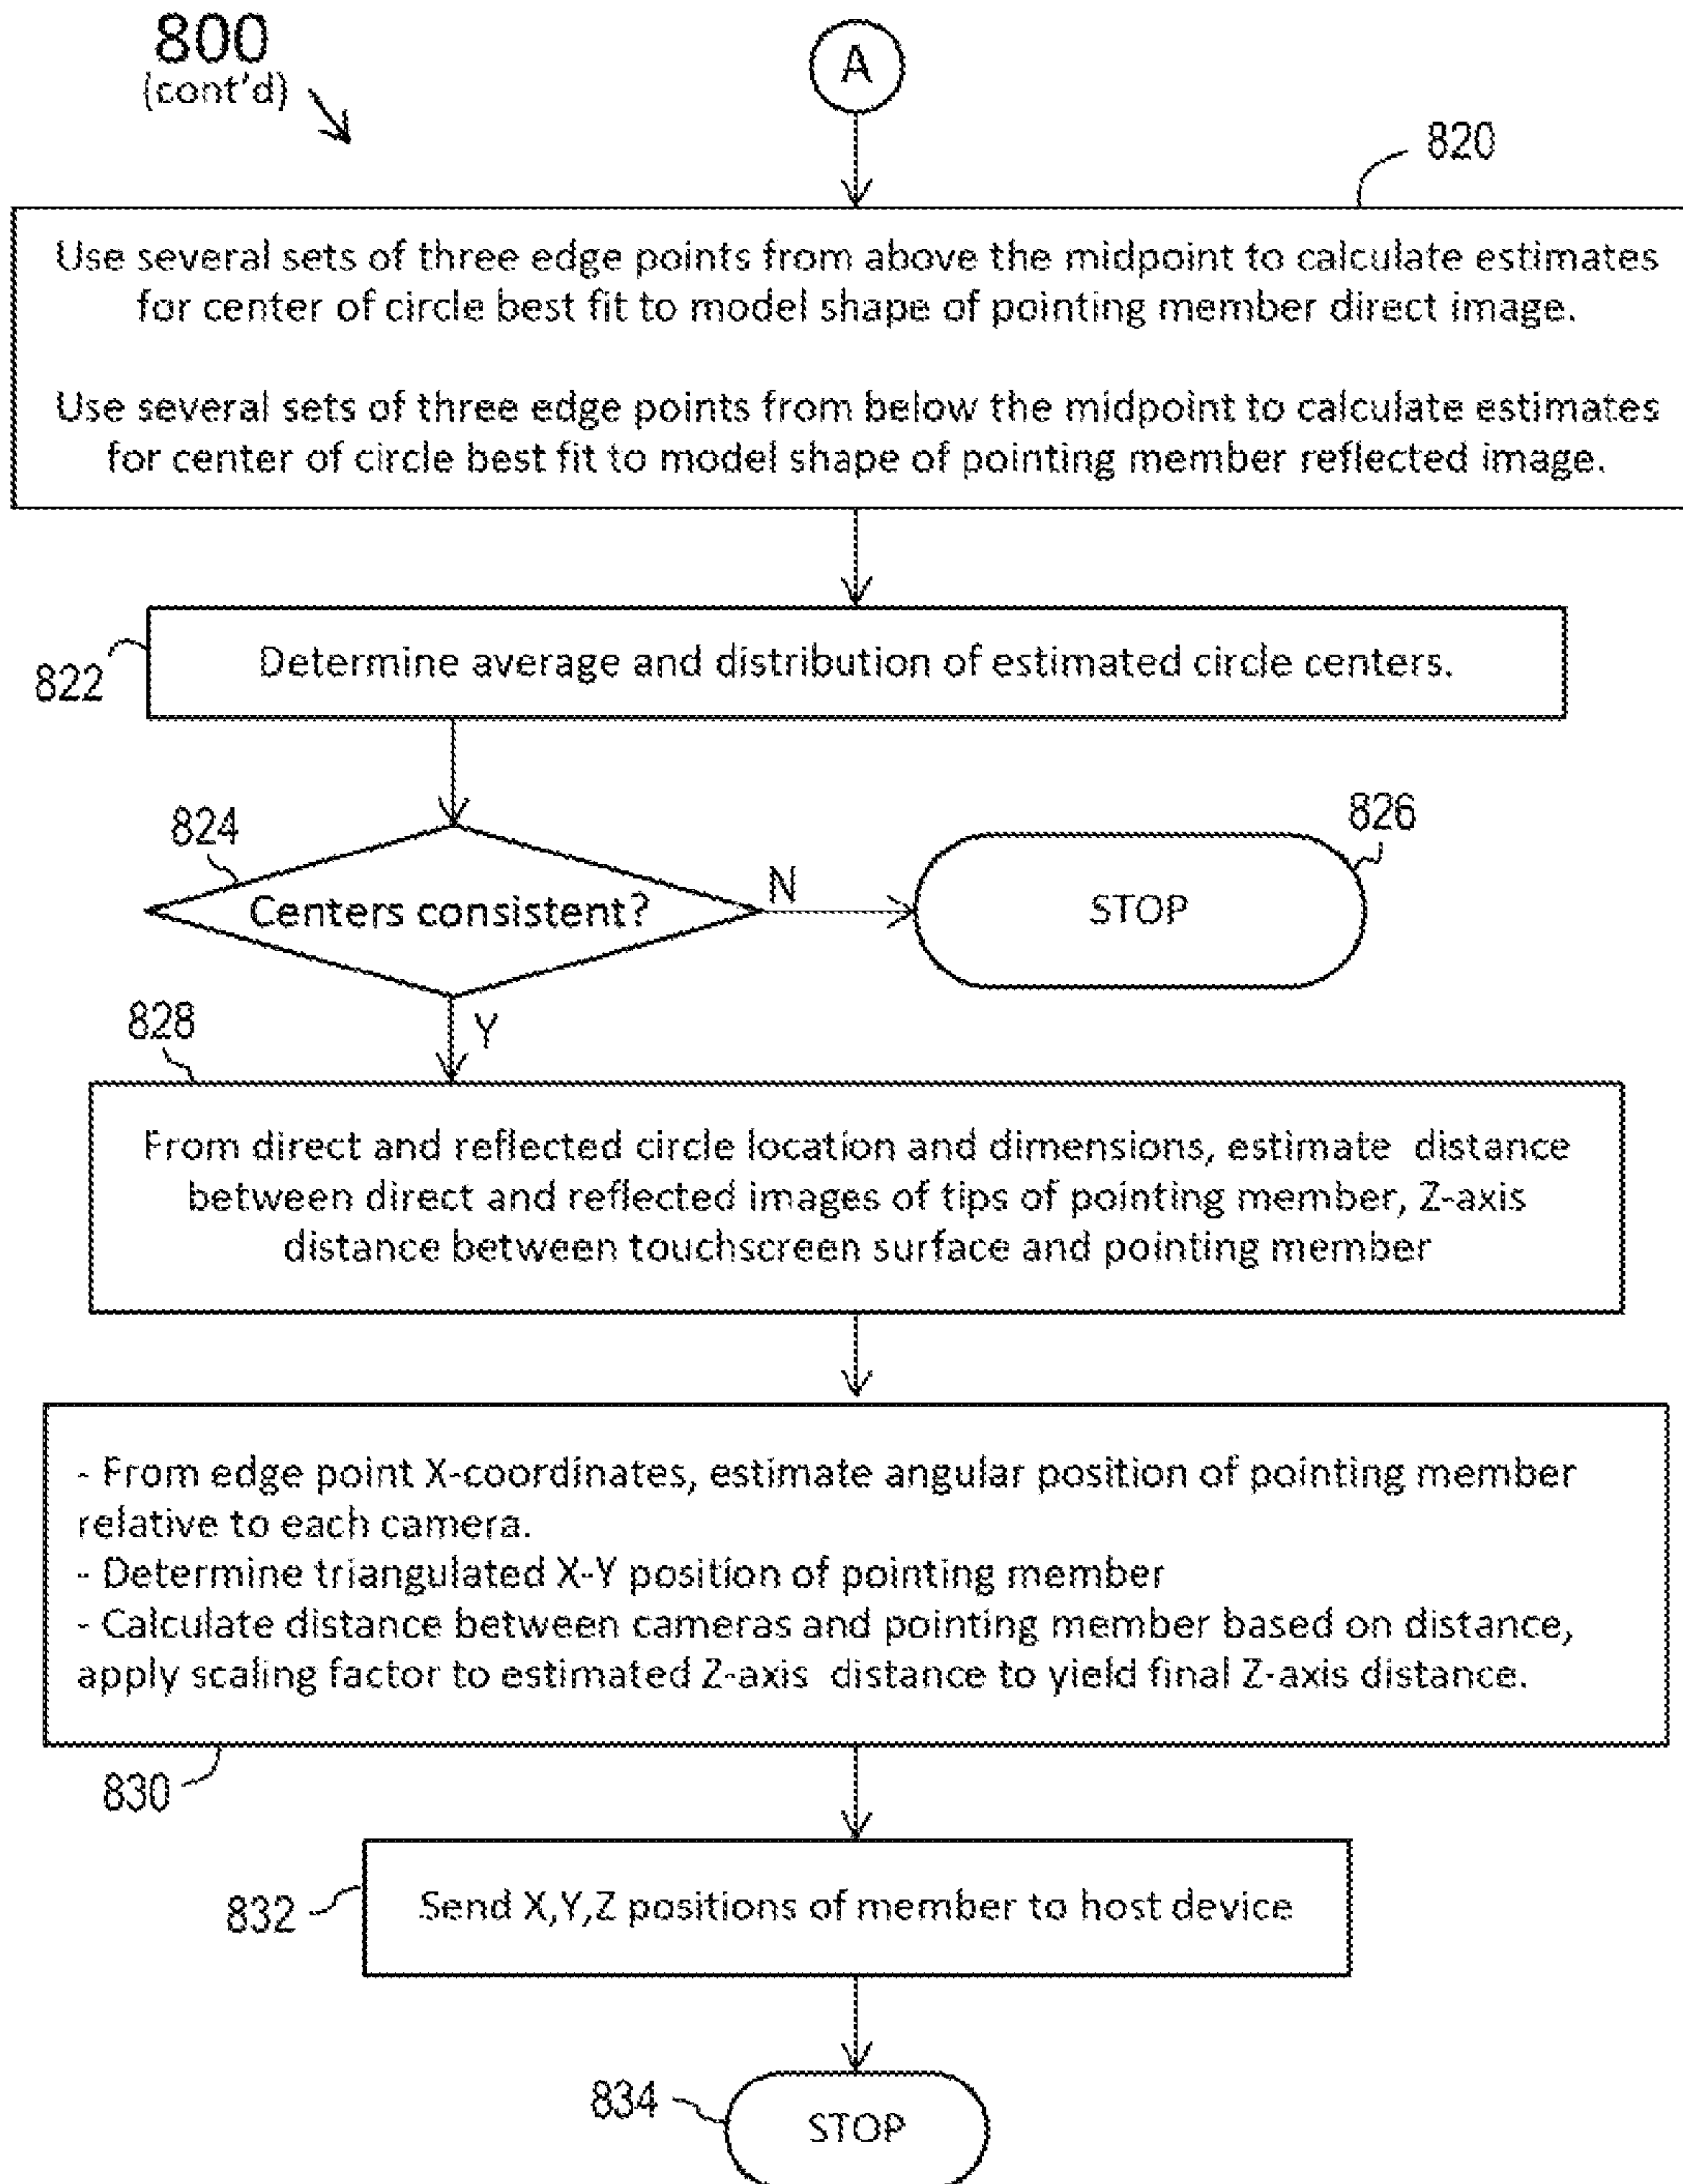 800
(cont'd)
A
820
Use several sets of three edge points from above the midpoint to calculate estimates
for center of circle best fit to model shape of pointing member direct image.
Use several sets of three edge points from below the midpoint to calculate estimates
for center of circle best fit to model shape of pointing member reflected image.
822
Determine average and distribution of estimated circle centers.
824
Centers consistent?
N
826
STOP
Y
828
From direct and reflected circle location and dimensions, estimate distance
between direct and reflected images of tips of pointing member, Z-axis
distance between touchscreen surface and pointing member
- From edge point X-coordinates, estimate angular position of pointing member
relative to each camera.
- Determine triangulated X-Y position of pointing member
- Calculate distance between cameras and pointing member based on distance,
apply scaling factor to estimated Z-axis distance to yield final Z-axis distance.
830
832
Send X,Y,Z positions of member to host device
834
STOP